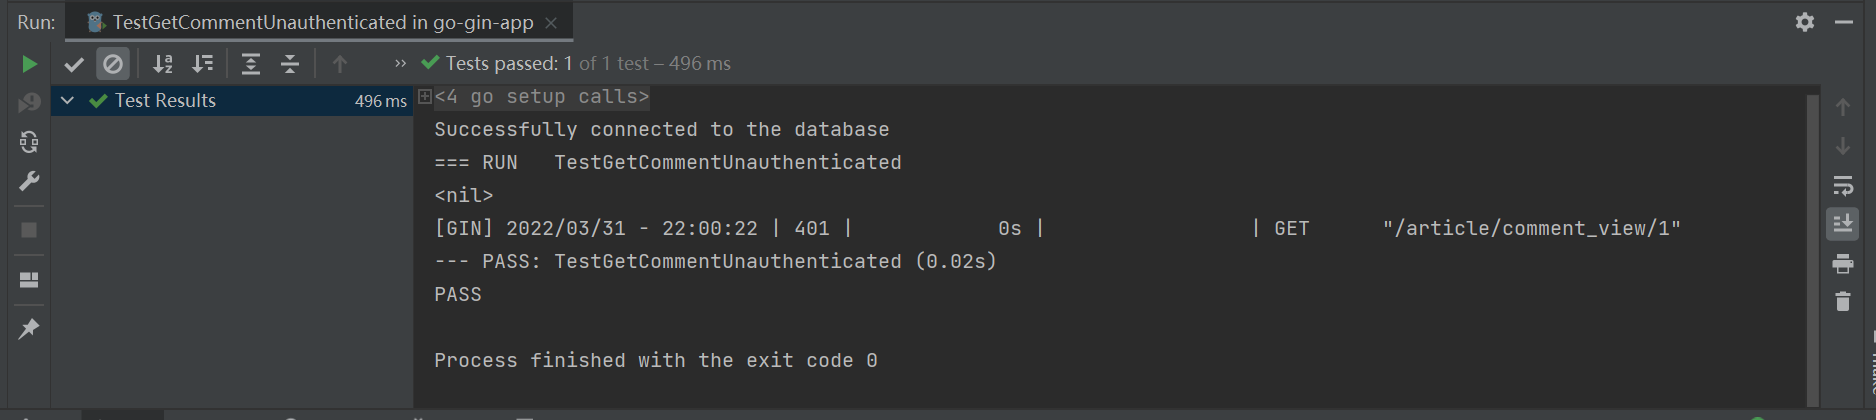 Run: TestGetCommentUnauthenticated in go-gin-app
Tests passed: 1 of 1 test – 496 ms
Test Results 496 ms
<4 go setup calls>
Successfully connected to the database
=== RUN   TestGetCommentUnauthenticated
<nil>
[GIN] 2022/03/31 - 22:00:22 | 401 |            0s |                 | GET      "/article/comment_view/1"
--- PASS: TestGetCommentUnauthenticated (0.02s)
PASS
Process finished with the exit code 0